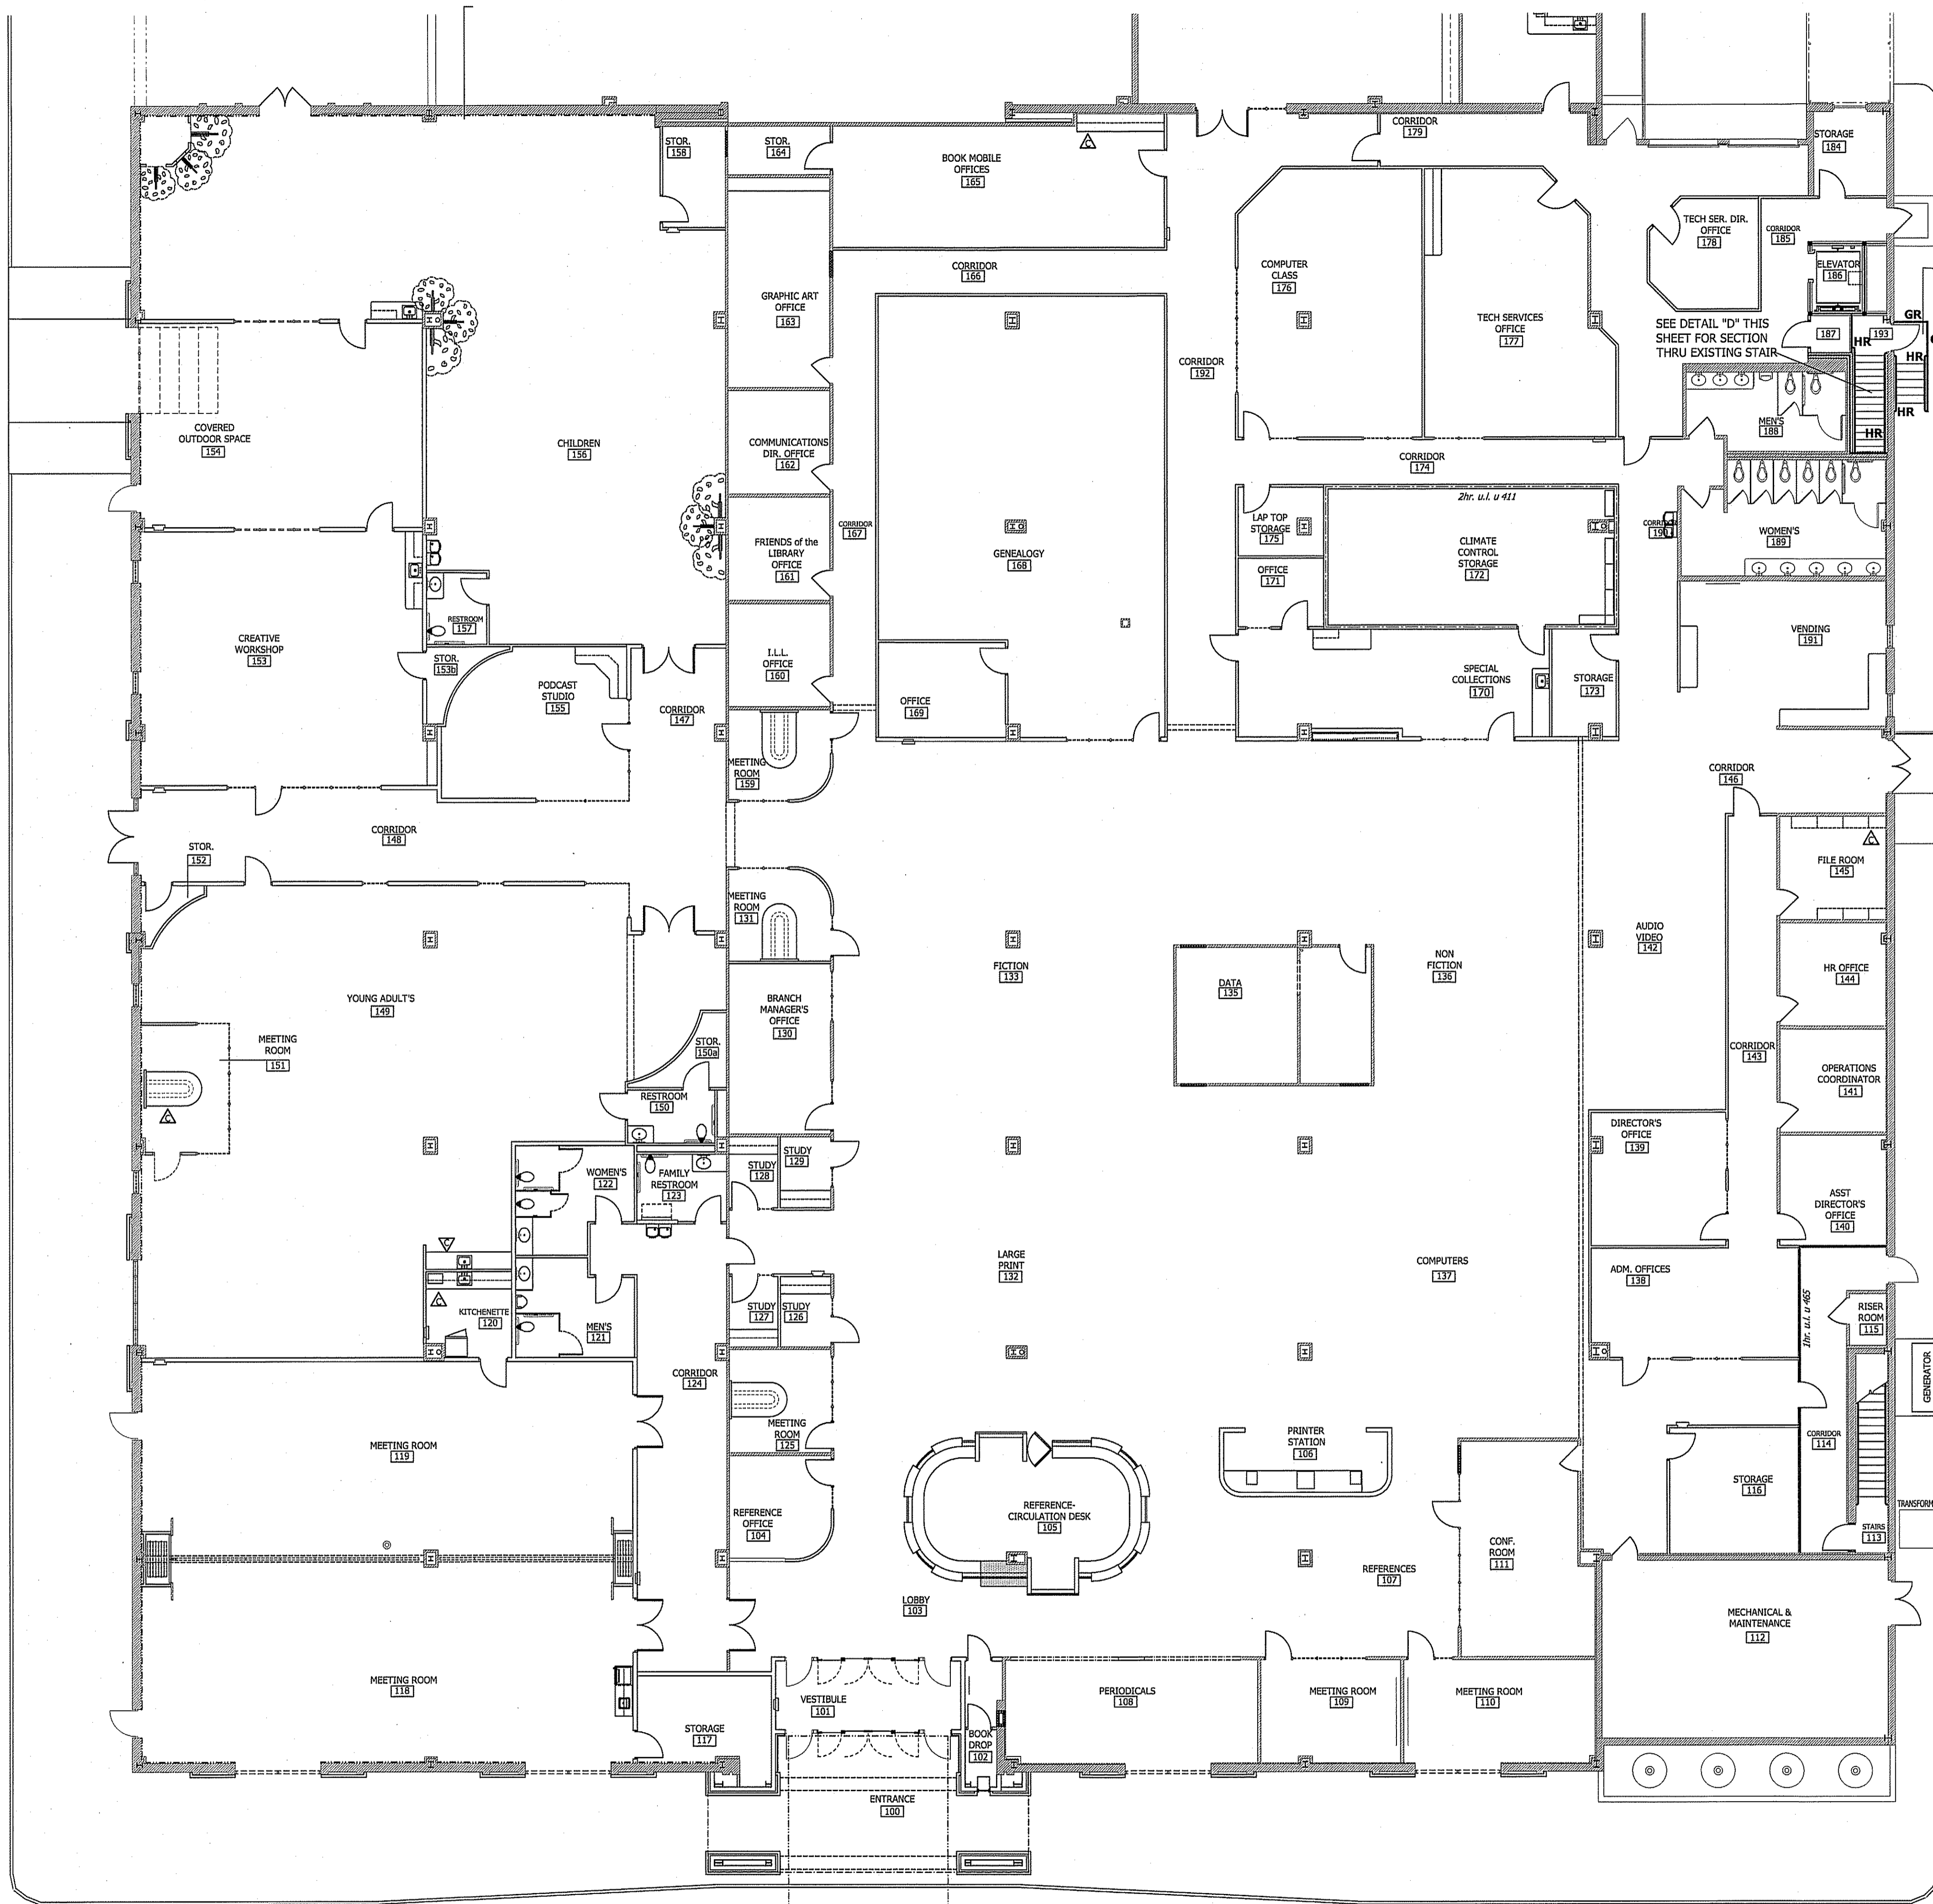 CORRIDOR
179
STOR.
158
STOR.
164
BOOK MOBILE
OFFICES
165
C
STORAGE
184
TECH SER. DIR.
OFFICE
178
CORRIDOR
185
CORRIDOR
166
COMPUTER
CLASS
176
ELEVATOR
186
GRAPHIC ART
OFFICE
163
TECH SERVICES
OFFICE
177
SEE DETAIL "D" THIS
SHEET FOR SECTION
THRU EXISTING STAIR
187
193
GR
HR
HR
HR
HR
CORRIDOR
192
COVERED
OUTDOOR SPACE
154
CHILDREN
156
COMMUNICATIONS
DIR. OFFICE
162
MEN'S
188
CORRIDOR
174
2hr. u.l. u 411
LAP TOP
STORAGE
175
CORRIDOR
167
FRIENDS of the
LIBRARY
OFFICE
161
GENEALOGY
168
CLIMATE
CONTROL
STORAGE
172
190
WOMEN'S
189
OFFICE
171
RESTROOM
157
CREATIVE
WORKSHOP
153
STOR.
153b
PODCAST
STUDIO
155
I.L.L.
OFFICE
160
VENDING
191
SPECIAL
COLLECTIONS
170
STORAGE
173
OFFICE
169
CORRIDOR
147
MEETING
ROOM
159
CORRIDOR
146
CORRIDOR
148
STOR.
152
C
FILE ROOM
145
MEETING
ROOM
131
AUDIO
VIDEO
142
FICTION
133
NON
FICTION
136
HR OFFICE
144
DATA
135
YOUNG ADULT'S
149
BRANCH
MANAGER'S
OFFICE
130
MEETING
ROOM
151
STOR.
150a
CORRIDOR
143
OPERATIONS
COORDINATOR
141
C
RESTROOM
150
DIRECTOR'S
OFFICE
139
STUDY
129
STUDY
128
WOMEN'S
122
FAMILY
RESTROOM
123
ASST
DIRECTOR'S
OFFICE
140
C
LARGE
PRINT
132
COMPUTERS
137
ADM. OFFICES
138
C
KITCHENETTE
120
STUDY
127
STUDY
126
MEN'S
121
1hr. u.l. u 465
RISER
ROOM
115
CORRIDOR
124
GENERATOR
MEETING
ROOM
125
MEETING ROOM
119
PRINTER
STATION
106
CORRIDOR
114
STORAGE
116
REFERENCE
OFFICE
104
REFERENCE-
CIRCULATION DESK
105
TRANSFORM
STAIRS
113
CONF.
ROOM
111
REFERENCES
107
LOBBY
103
MECHANICAL &
MAINTENANCE
112
MEETING ROOM
118
VESTIBULE
101
PERIODICALS
108
MEETING ROOM
109
MEETING ROOM
110
STORAGE
117
BOOK
DROP
102
ENTRANCE
100